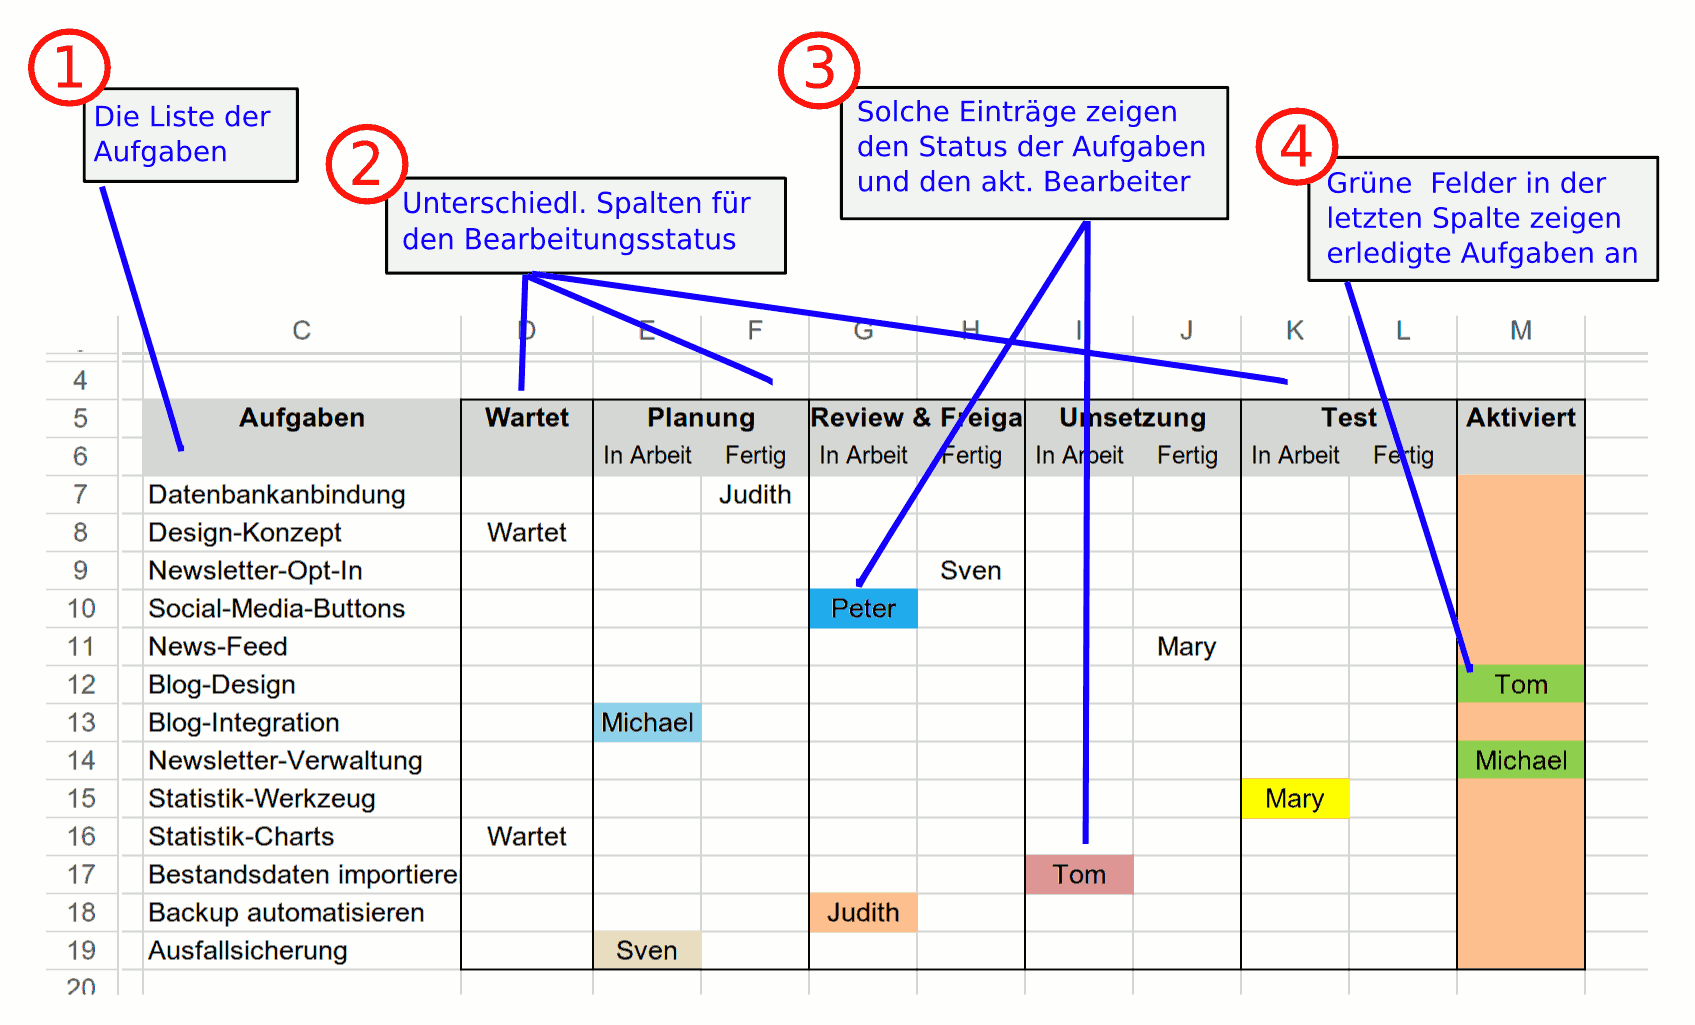 1
Die Liste der
Aufgaben
2
Unterschiedl. Spalten für
den Bearbeitungsstatus
3
Solche Einträge zeigen
den Status der Aufgaben
und den akt. Bearbeiter
4
Grüne Felder in der
letzten Spalte zeigen
erledigte Aufgaben an
C D E F G H I J K L M
4
5 Aufgaben Wartet Planung Review & Freiga Umsetzung Test Aktiviert
6 In Arbeit Fertig In Arbeit Fertig In Arbeit Fertig In Arbeit Fertig
7 Datenbankanbindung Judith
8 Design-Konzept Wartet
9 Newsletter-Opt-In Sven
10 Social-Media-Buttons Peter
11 News-Feed Mary
12 Blog-Design Tom
13 Blog-Integration Michael
14 Newsletter-Verwaltung Michael
15 Statistik-Werkzeug Mary
16 Statistik-Charts Wartet
17 Bestandsdaten importiere Tom
18 Backup automatisieren Judith
19 Ausfallsicherung Sven
20